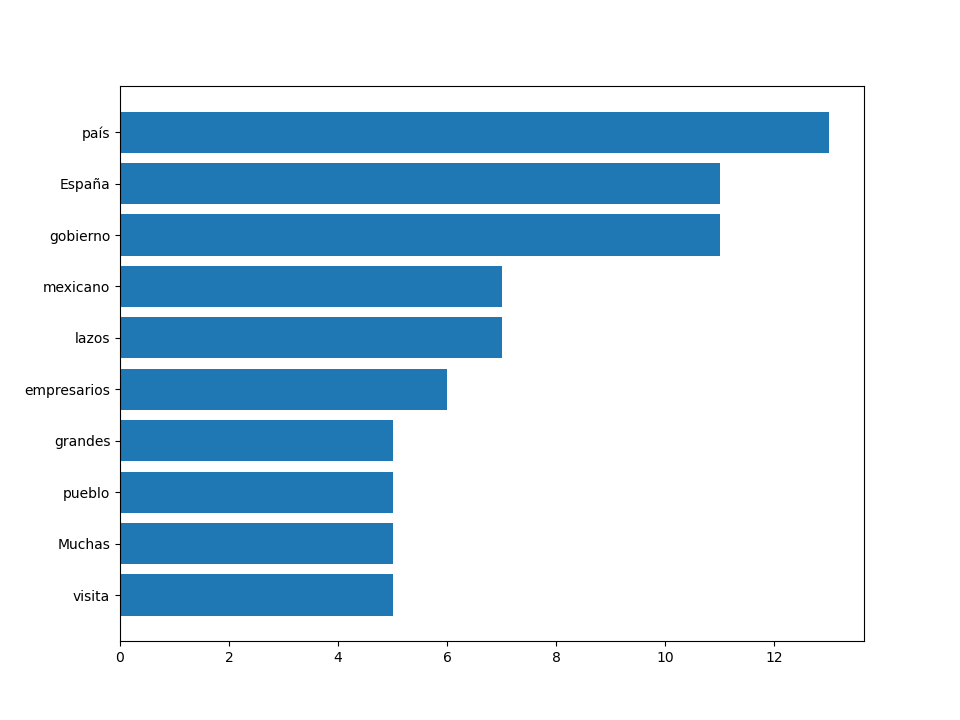 país
España
gobierno
mexicano
lazos
empresarios
grandes
pueblo
Muchas
visita
0 2 4 6 8 10 12